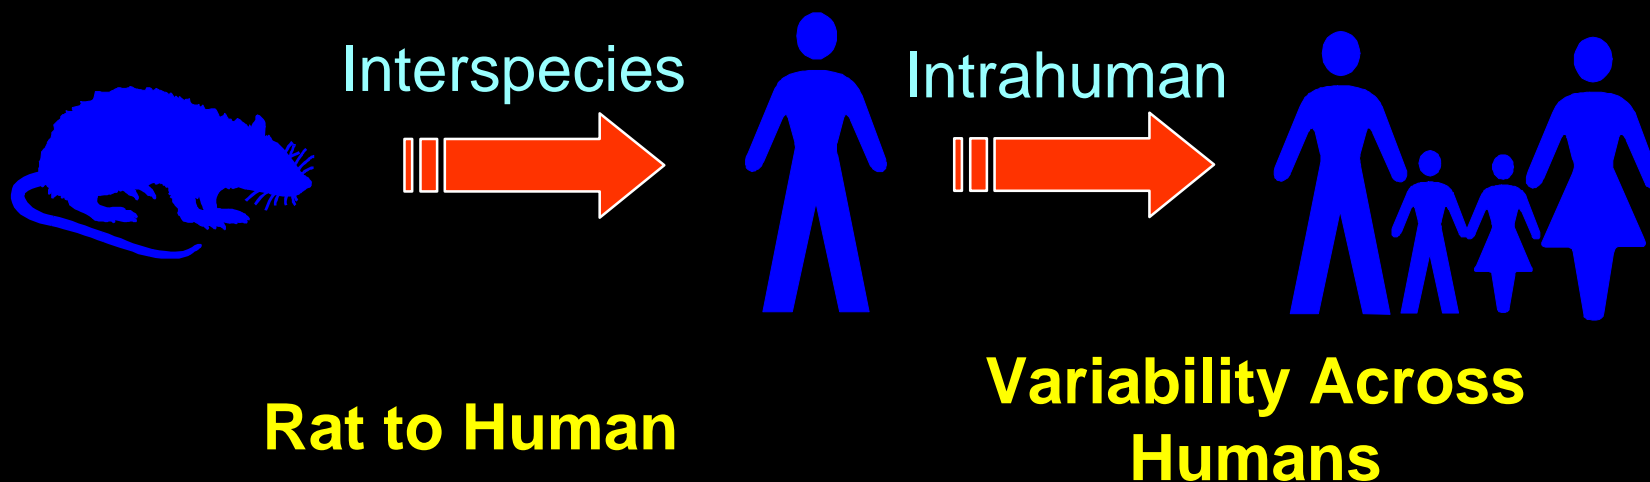 Interspecies
Intrahuman
Rat to Human
Variability Across
Humans